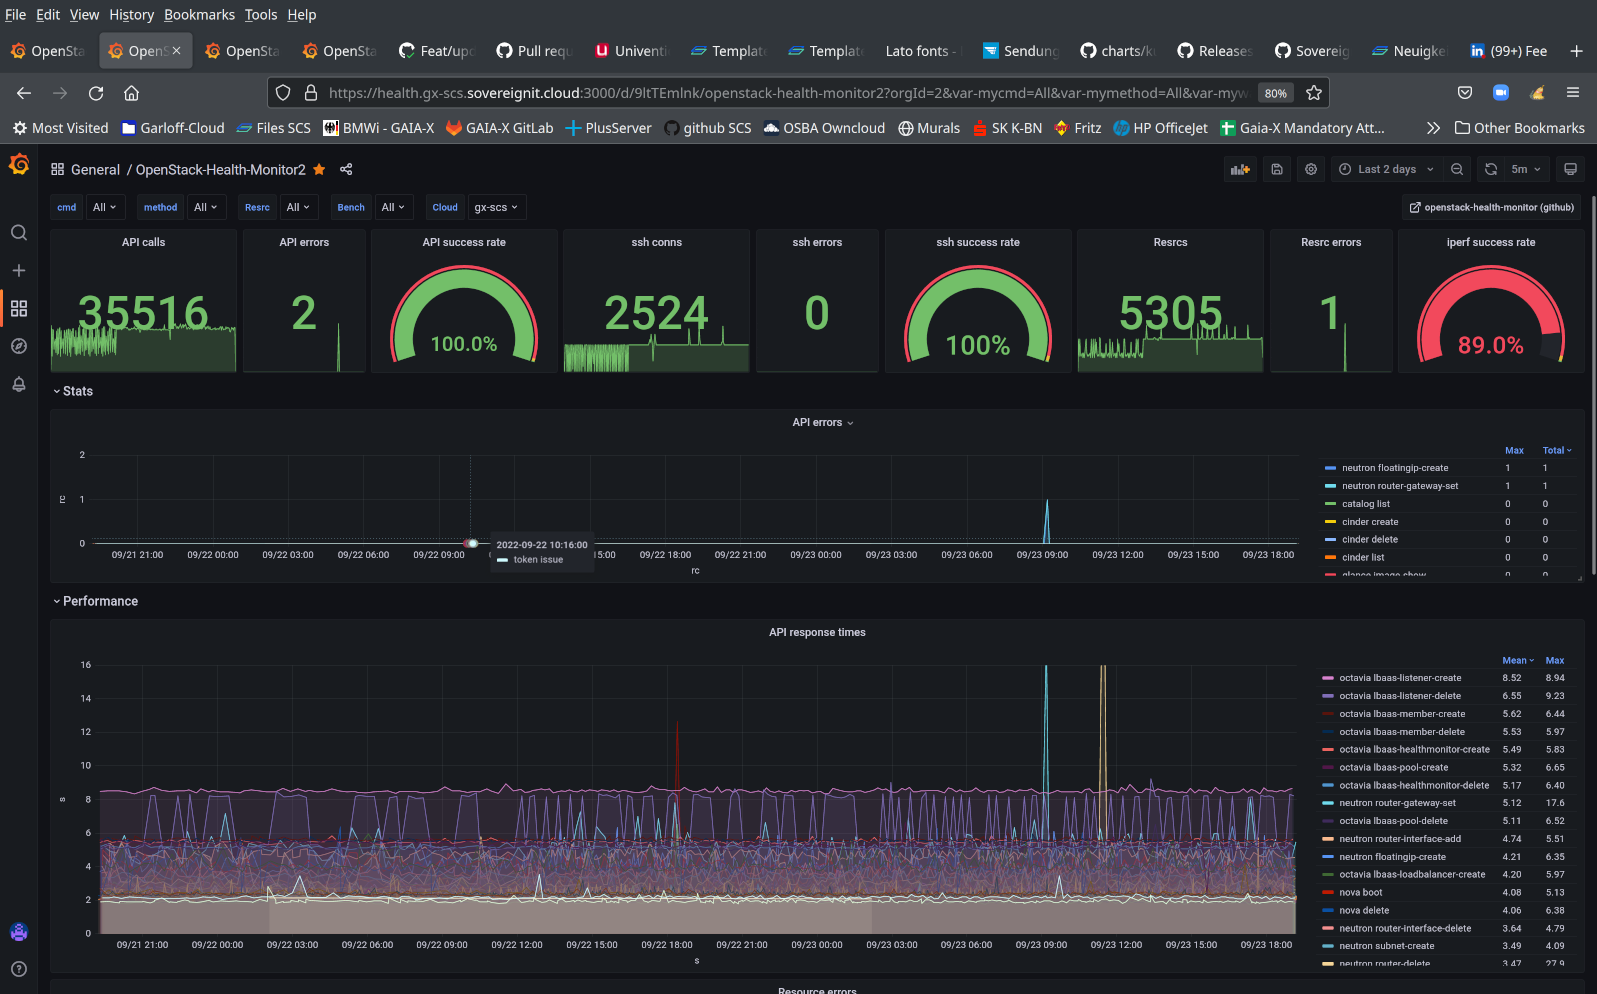 File Edit View History Bookmarks Tools Help
OpenSta OpenS OpenSta OpenSta Feat/upd Pull requ Univenti Template Template Lato fonts - Sendung charts/ku Releases Sovereig Neuigkei (99+) Fee
https://health.gx-scs.sovereignit.cloud:3000/d/9ltTEmlnk/openstack-health-monitor2?orgId=2&var-mycmd=All&var-mymethod=All&var-myw 80%
Most Visited Garloff-Cloud Files SCS BMWi - GAIA-X GAIA-X GitLab PlusServer github SCS OSBA Owncloud Murals SK K-BN Fritz HP OfficeJet Gaia-X Mandatory Att... Other Bookmarks
General / OpenStack-Health-Monitor2 Last 2 days 5m
cmd All method All Resrc All Bench All Cloud gx-scs openstack-health-monitor (github)
API calls API errors API success rate ssh conns ssh errors ssh success rate Resrcs Resrc errors iperf success rate
35516 2 100.0% 2524 0 100% 5305 1 89.0%
Stats
API errors
Max Total
neutron floatingip-create 1 1
neutron router-gateway-set 1 1
catalog list 0 0
cinder create 0 0
cinder delete 0 0
cinder list 0 0
glance image show 0 0
2
1
0
rc
09/21 21:00 09/22 00:00 09/22 03:00 09/22 06:00 09/22 09:00 15:00 09/22 18:00 09/22 21:00 09/23 00:00 09/23 03:00 09/23 06:00 09/23 09:00 09/23 12:00 09/23 15:00 09/23 18:00
2022-09-22 10:16:00
token issue
rc
Performance
API response times
Mean Max
octavia lbaas-listener-create 8.52 8.94
octavia lbaas-listener-delete 6.55 9.23
octavia lbaas-member-create 5.62 6.44
octavia lbaas-member-delete 5.53 5.97
octavia lbaas-healthmonitor-create 5.49 5.83
octavia lbaas-pool-create 5.32 6.65
octavia lbaas-healthmonitor-delete 5.17 6.40
neutron router-gateway-set 5.12 17.6
octavia lbaas-pool-delete 5.11 6.52
neutron router-interface-add 4.74 5.51
neutron floatingip-create 4.21 6.35
octavia lbaas-loadbalancer-create 4.20 5.97
nova boot 4.08 5.13
nova delete 4.06 6.38
neutron router-interface-delete 3.64 4.79
neutron subnet-create 3.49 4.09
neutron router-delete 3.47 27.9
16
14
12
10
8
6
4
2
0
s
09/21 21:00 09/22 00:00 09/22 03:00 09/22 06:00 09/22 09:00 09/22 12:00 09/22 15:00 09/22 18:00 09/22 21:00 09/23 00:00 09/23 03:00 09/23 06:00 09/23 09:00 09/23 12:00 09/23 15:00 09/23 18:00
s
Resource errors